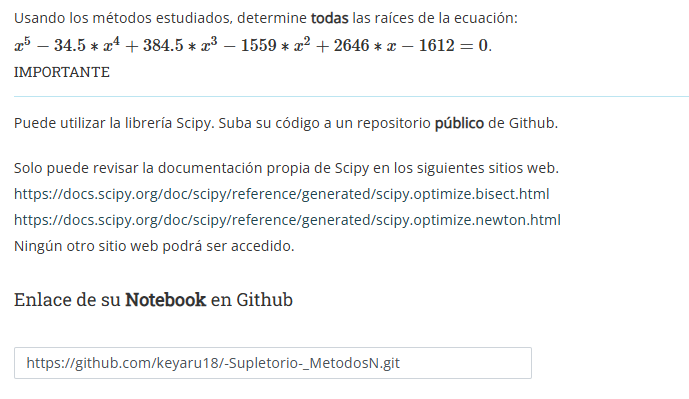 Usando los métodos estudiados, determine todas las raíces de la ecuación:
x⁵ − 34.5 ∗ x⁴ + 384.5 ∗ x³ − 1559 ∗ x² + 2646 ∗ x − 1612 = 0.
IMPORTANTE
Puede utilizar la librería Scipy. Suba su código a un repositorio público de Github.
Solo puede revisar la documentación propia de Scipy en los siguientes sitios web.
https://docs.scipy.org/doc/scipy/reference/generated/scipy.optimize.bisect.html
https://docs.scipy.org/doc/scipy/reference/generated/scipy.optimize.newton.html
Ningún otro sitio web podrá ser accedido.
Enlace de su Notebook en Github
https://github.com/keyaru18/-Supletorio-_MetodosN.git